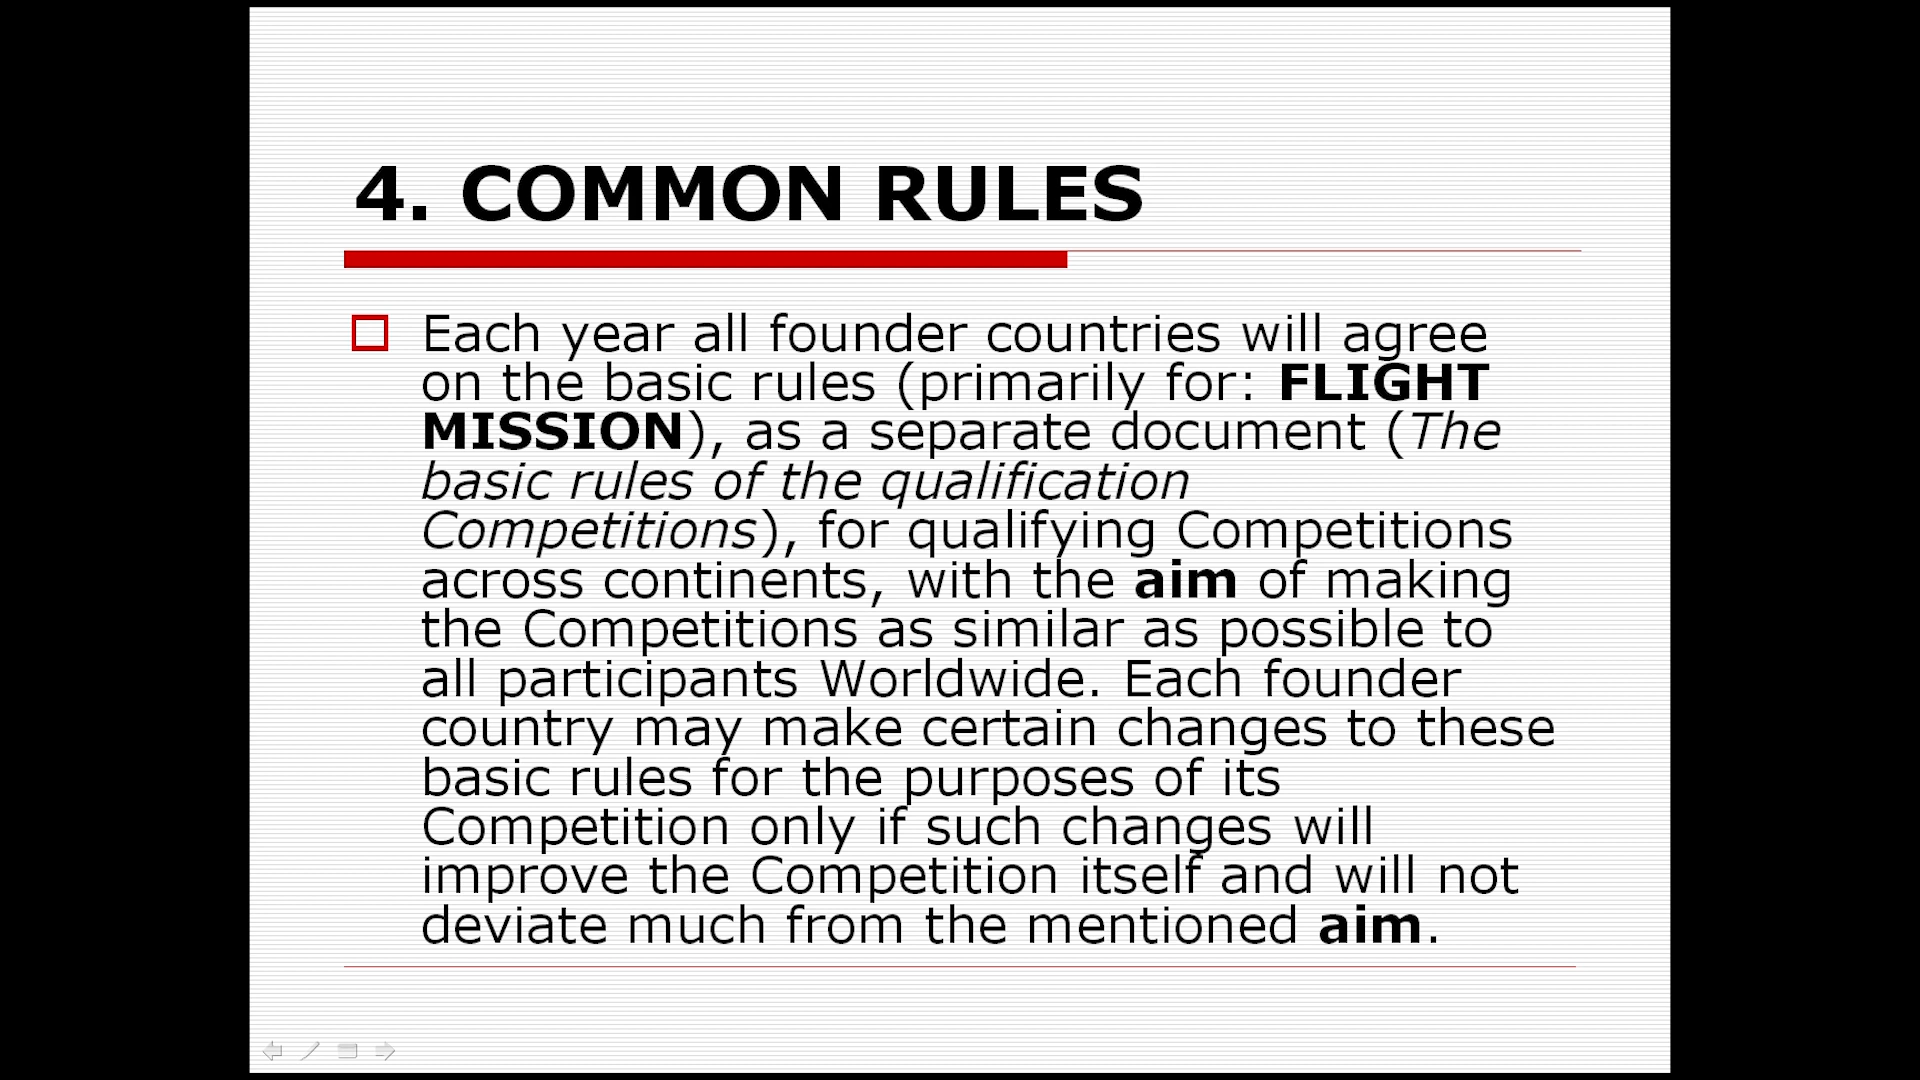 4. COMMON RULES
Each year all founder countries will agree
on the basic rules (primarily for: FLIGHT
MISSION), as a separate document (The
basic rules of the qualification
Competitions), for qualifying Competitions
across continents, with the aim of making
the Competitions as similar as possible to
all participants Worldwide. Each founder
country may make certain changes to these
basic rules for the purposes of its
Competition only if such changes will
improve the Competition itself and will not
deviate much from the mentioned aim.